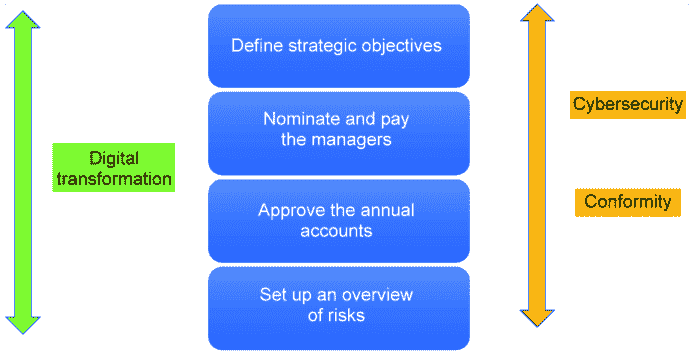 Define strategic objectives
Nominate and pay
the managers
Digital
transformation
Approve the annual
accounts
Set up an overview
of risks
Cybersecurity
Conformity